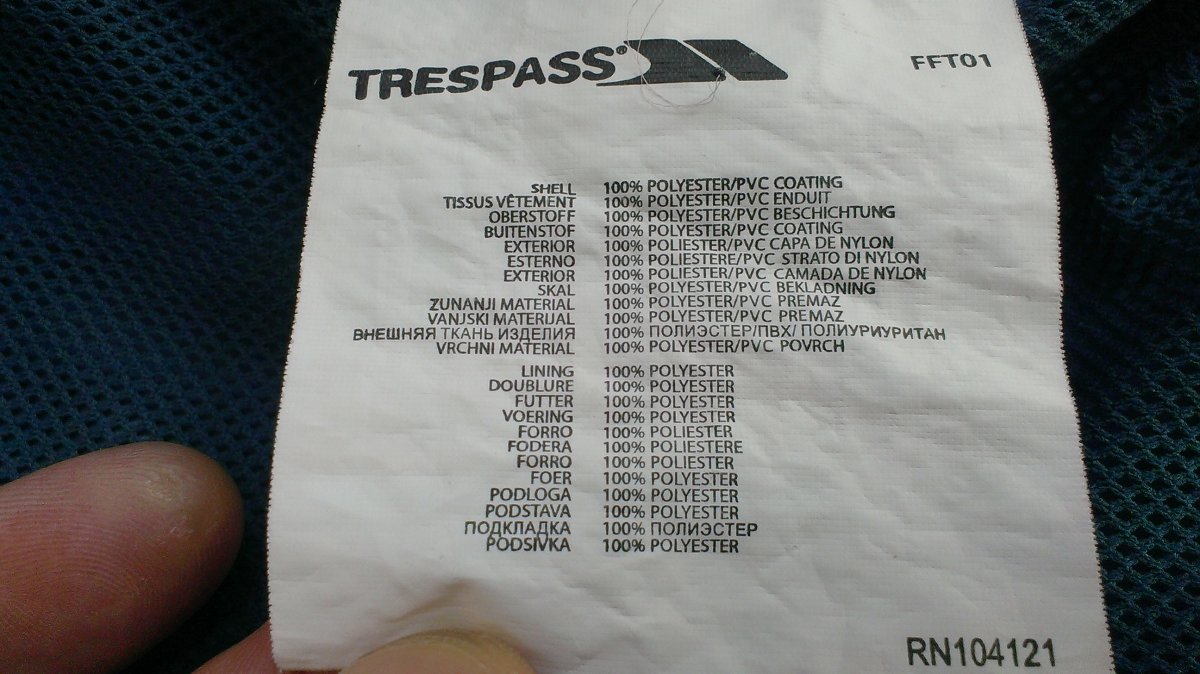 TRESPASS®
FFT01
SHELL 100% POLYESTER/PVC COATING
TISSUS VÊTEMENT 100% POLYESTER/PVC ENDUIT
OBERSTOFF 100% POLYESTER/PVC BESCHICHTUNG
BUITENSTOF 100% POLYESTER/PVC COATING
EXTERIOR 100% POLIESTER/PVC CAPA DE NYLON
ESTERNO 100% POLIESTERE/PVC STRATO DI NYLON
EXTERIOR 100% POLIESTER/PVC CAMADA DE NYLON
SKAL 100% POLYESTER/PVC BEKLADNING
ZUNANJI MATERIAL 100% POLYESTER/PVC PREMAZ
VANJSKI MATERIJAL 100% POLYESTER/PVC PREMAZ
ВНЕШНЯЯ ТКАНЬ ИЗДЕЛИЯ 100% ПОЛИЭСТЕР/ПВХ/ ПОЛИУРИУРИТАН
VRCHNI MATERIAL 100% POLYESTER/PVC POVRCH
LINING 100% POLYESTER
DOUBLURE 100% POLYESTER
FUTTER 100% POLYESTER
VOERING 100% POLYESTER
FORRO 100% POLIESTER
FODERA 100% POLIESTERE
FORRO 100% POLIESTER
FOER 100% POLYESTER
PODLOGA 100% POLYESTER
PODSTAVA 100% POLYESTER
ПОДКЛАДКА 100% ПОЛИЭСТЕР
PODSIVKA 100% POLYESTER
RN104121